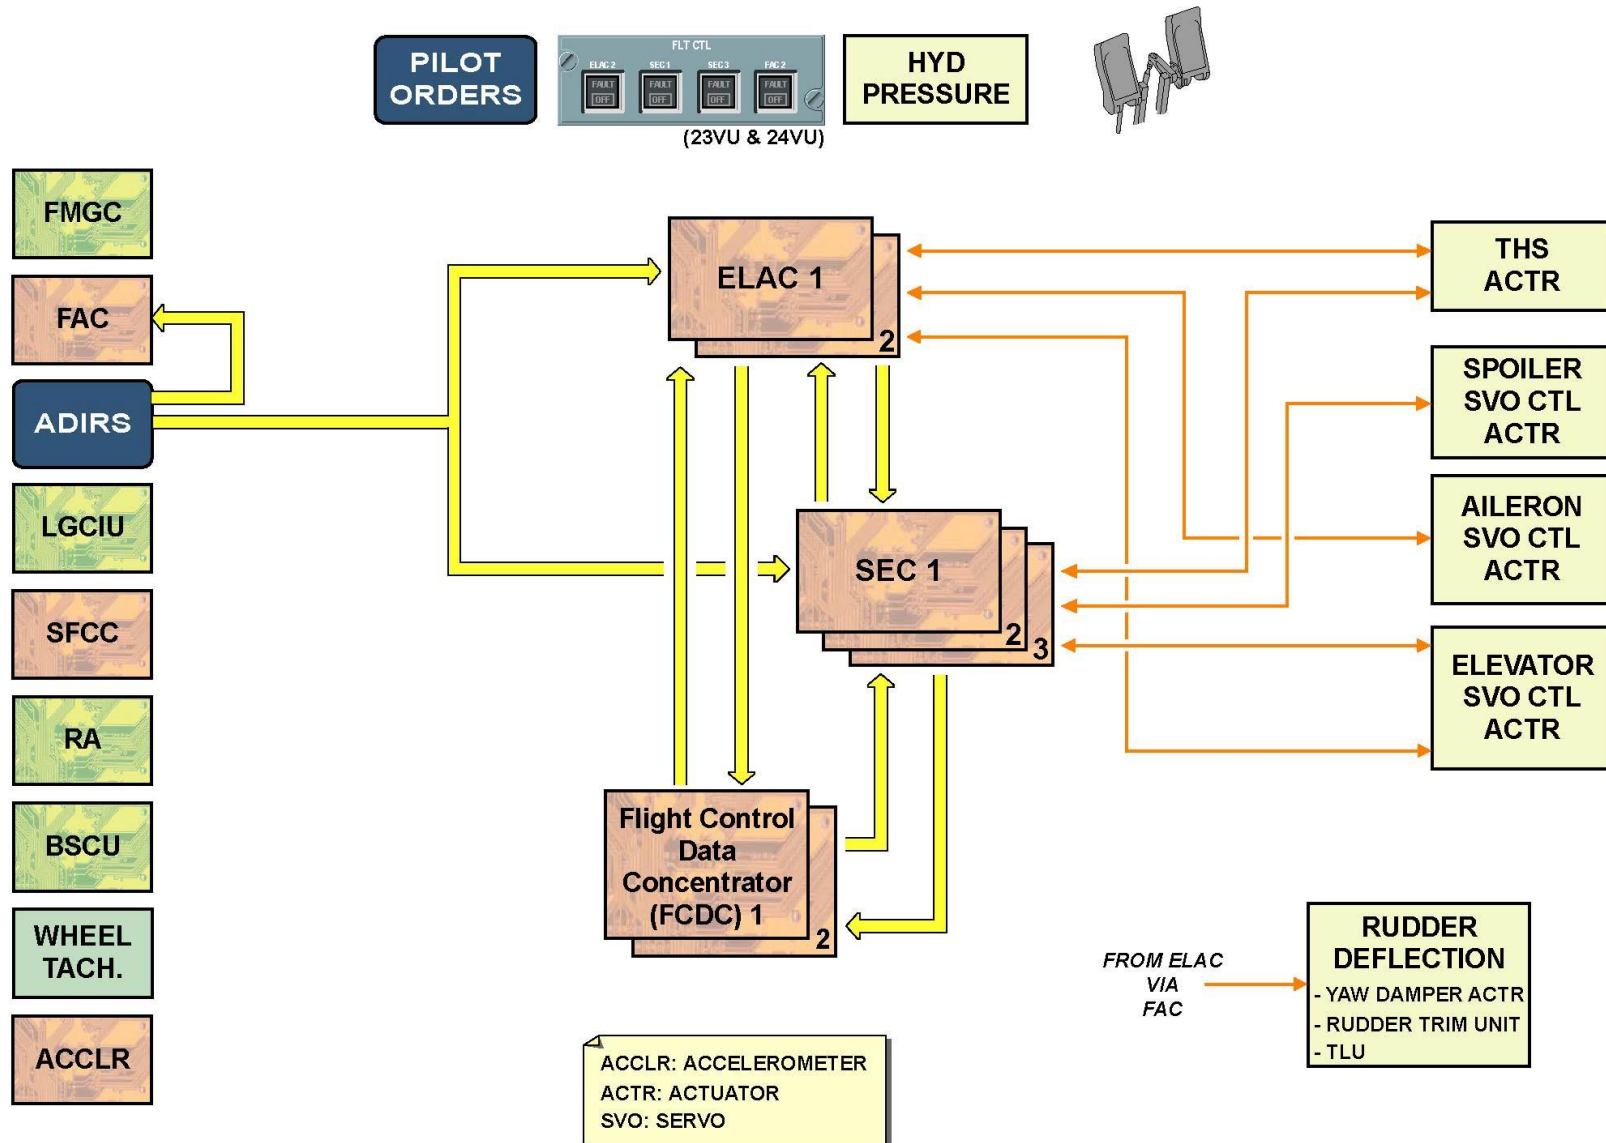 PILOT
ORDERS
FLT CTL
ELAC 2 SEC 1 SEC 3 FAC 2
FAULT FAULT FAULT FAULT
OFF OFF OFF OFF
(23VU & 24VU)
HYD
PRESSURE
FMGC
FAC
ADIRS
LGCIU
SFCC
RA
BSCU
WHEEL
TACH.
ACCLR
ELAC 1
2
SEC 1
2
3
Flight Control
Data
Concentrator
(FCDC) 1
2
THS
ACTR
SPOILER
SVO CTL
ACTR
AILERON
SVO CTL
ACTR
ELEVATOR
SVO CTL
ACTR
FROM ELAC
VIA
FAC
RUDDER
DEFLECTION
- YAW DAMPER ACTR
- RUDDER TRIM UNIT
- TLU
ACCLR: ACCELEROMETER
ACTR: ACTUATOR
SVO: SERVO